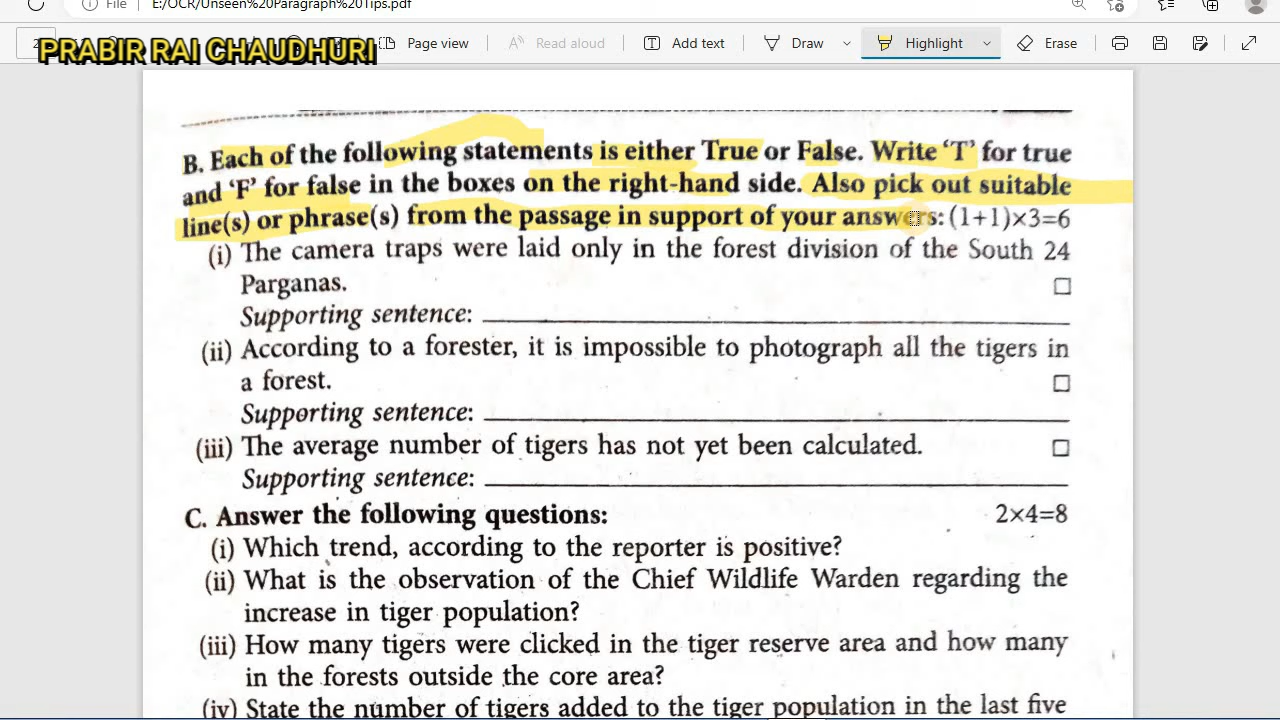 File E:/OCR/Unseen%20Paragraph%20Tips.pdf
PRABIR RAI CHAUDHURI Page view Read aloud Add text Draw Highlight Erase
B. Each of the following statements is either True or False. Write ‘T’ for true
and ‘F’ for false in the boxes on the right-hand side. Also pick out suitable
line(s) or phrase(s) from the passage in support of your answers: (1+1)×3=6
(i) The camera traps were laid only in the forest division of the South 24
Parganas.
Supporting sentence:
(ii) According to a forester, it is impossible to photograph all the tigers in
a forest.
Supporting sentence:
(iii) The average number of tigers has not yet been calculated.
Supporting sentence:
C. Answer the following questions: 2×4=8
(i) Which trend, according to the reporter is positive?
(ii) What is the observation of the Chief Wildlife Warden regarding the
increase in tiger population?
(iii) How many tigers were clicked in the tiger reserve area and how many
in the forests outside the core area?
(iv) State the number of tigers added to the tiger population in the last five